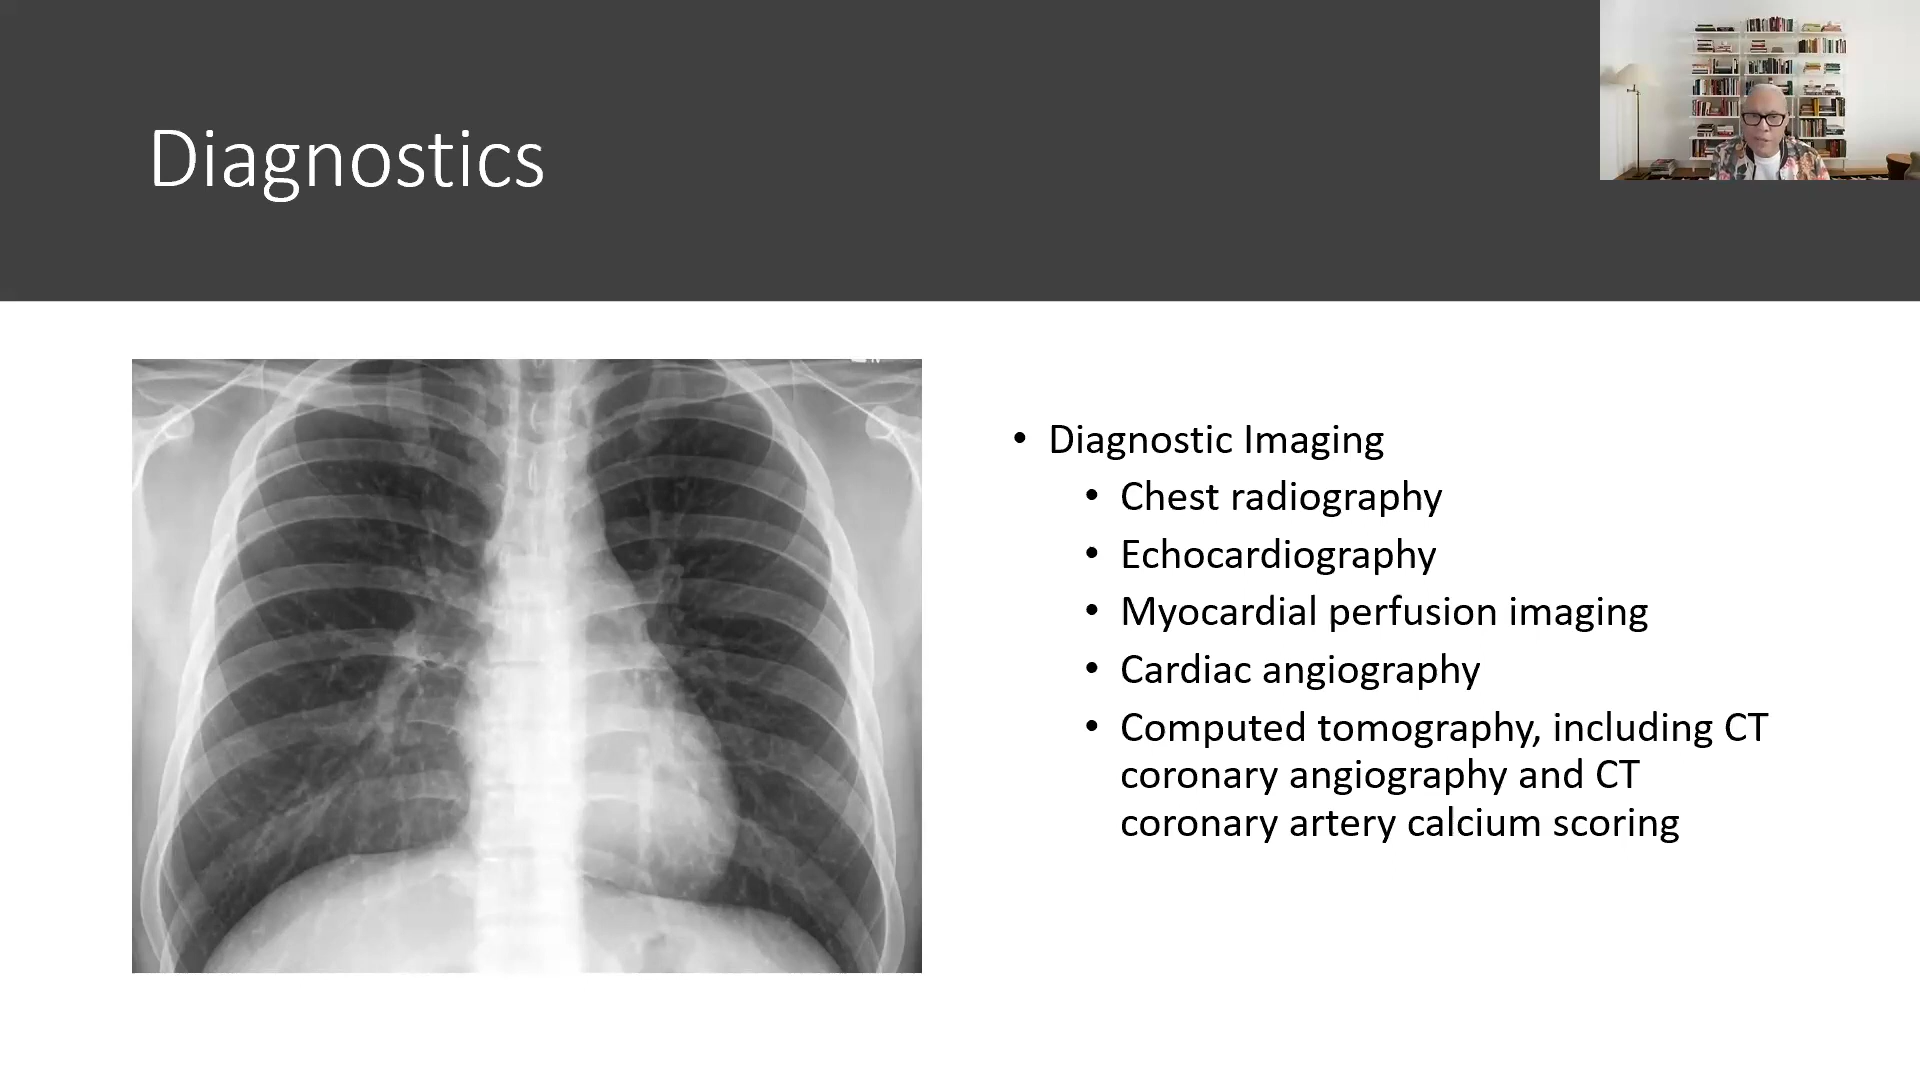 Diagnostics
• Diagnostic Imaging
• Chest radiography
• Echocardiography
• Myocardial perfusion imaging
• Cardiac angiography
• Computed tomography, including CT
coronary angiography and CT
coronary artery calcium scoring